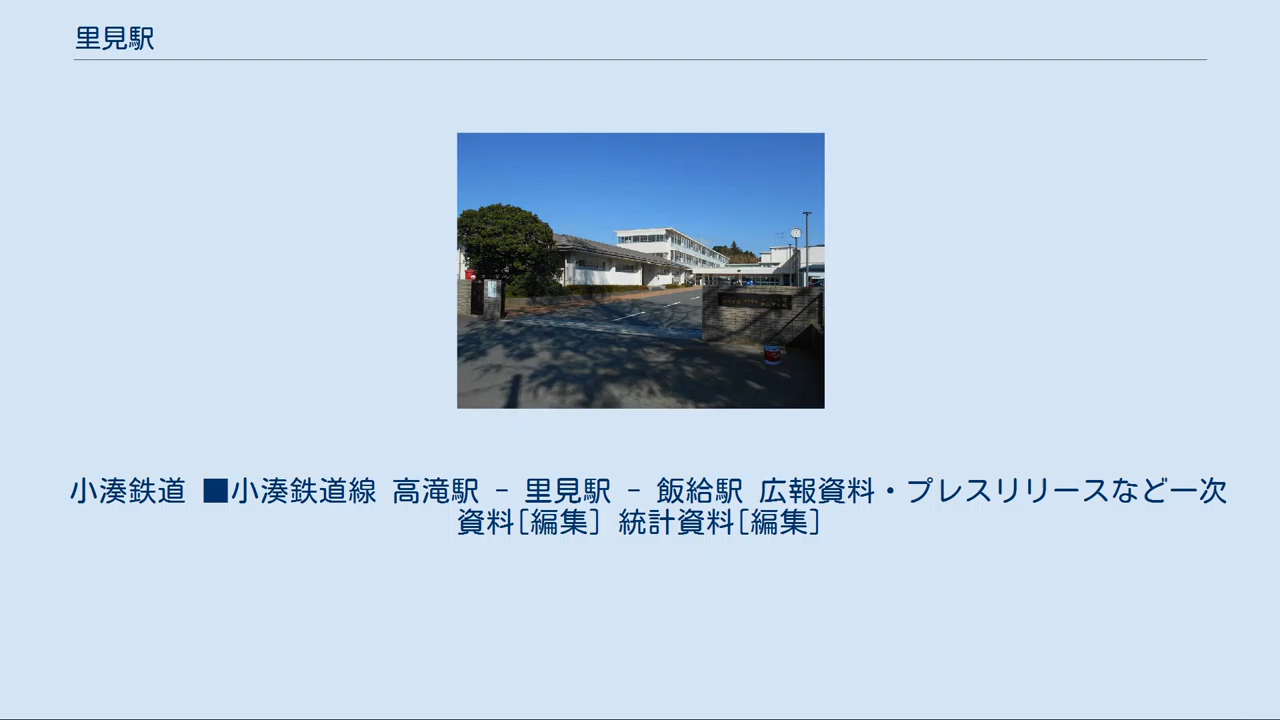 里見駅
小湊鉄道 ■小湊鉄道線 高滝駅 - 里見駅 - 飯給駅 広報資料・プレスリリースなど一次
資料[編集] 統計資料[編集]